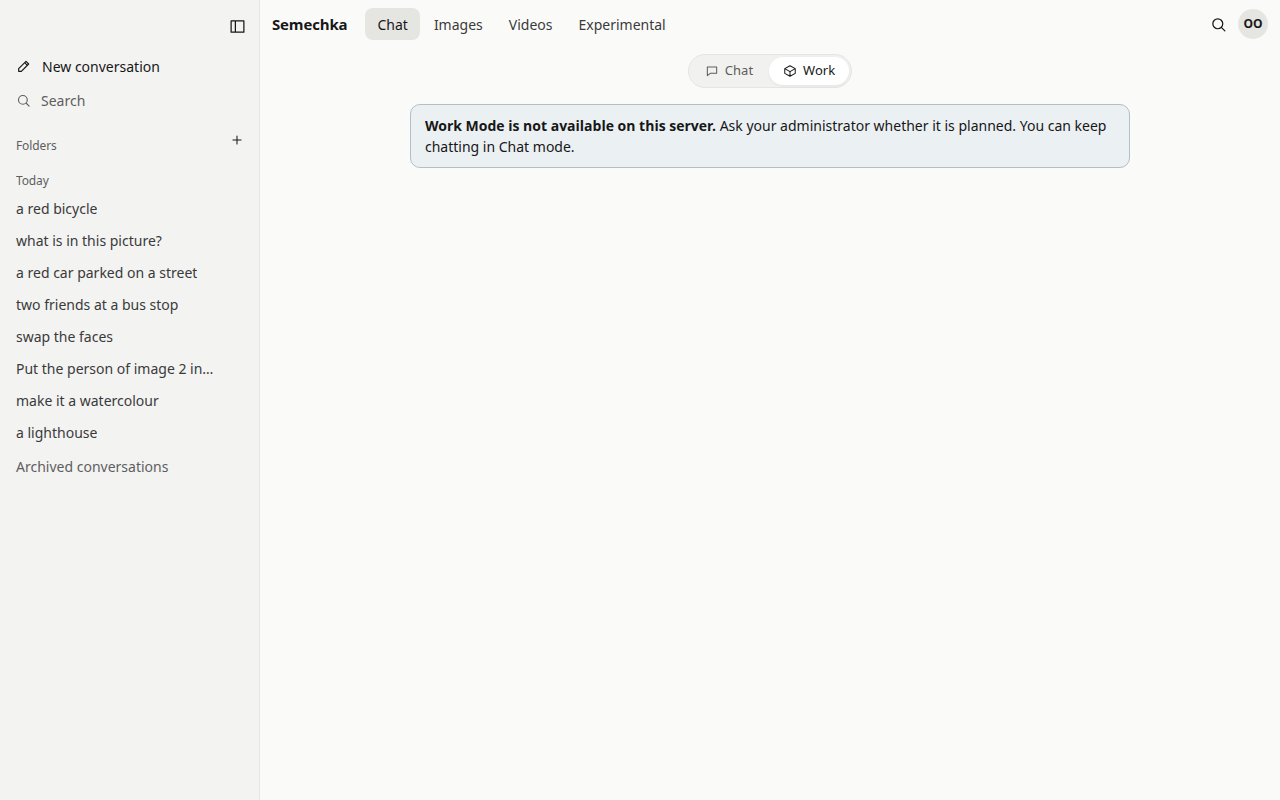 New conversation
Search
Folders
Today
a red bicycle
what is in this picture?
a red car parked on a street
two friends at a bus stop
swap the faces
Put the person of image 2 in...
make it a watercolour
a lighthouse
Archived conversations
Semechka Chat Images Videos Experimental OO
Chat Work
Work Mode is not available on this server. Ask your administrator whether it is planned. You can keep
chatting in Chat mode.